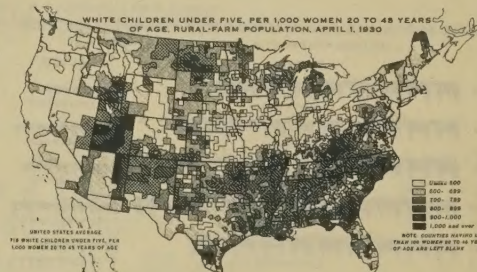 WHITE CHILDREN UNDER FIVE, PER 1,000 WOMEN 20 TO 45 YEARS
OF AGE, RURAL-FARM POPULATION, APRIL 1, 1930
UNDER 500
500- 699
700- 799
800- 899
900-1,000
1,000 and over
UNITED STATES AVERAGE
WHITE CHILDREN UNDER FIVE, PER
1,000 WOMEN 20 TO 45 YEARS OF AGE
NOTE: COUNTIES HAVING
THAN 100 WOMEN 20 TO 45
OF AGE ARE LEFT BLANK